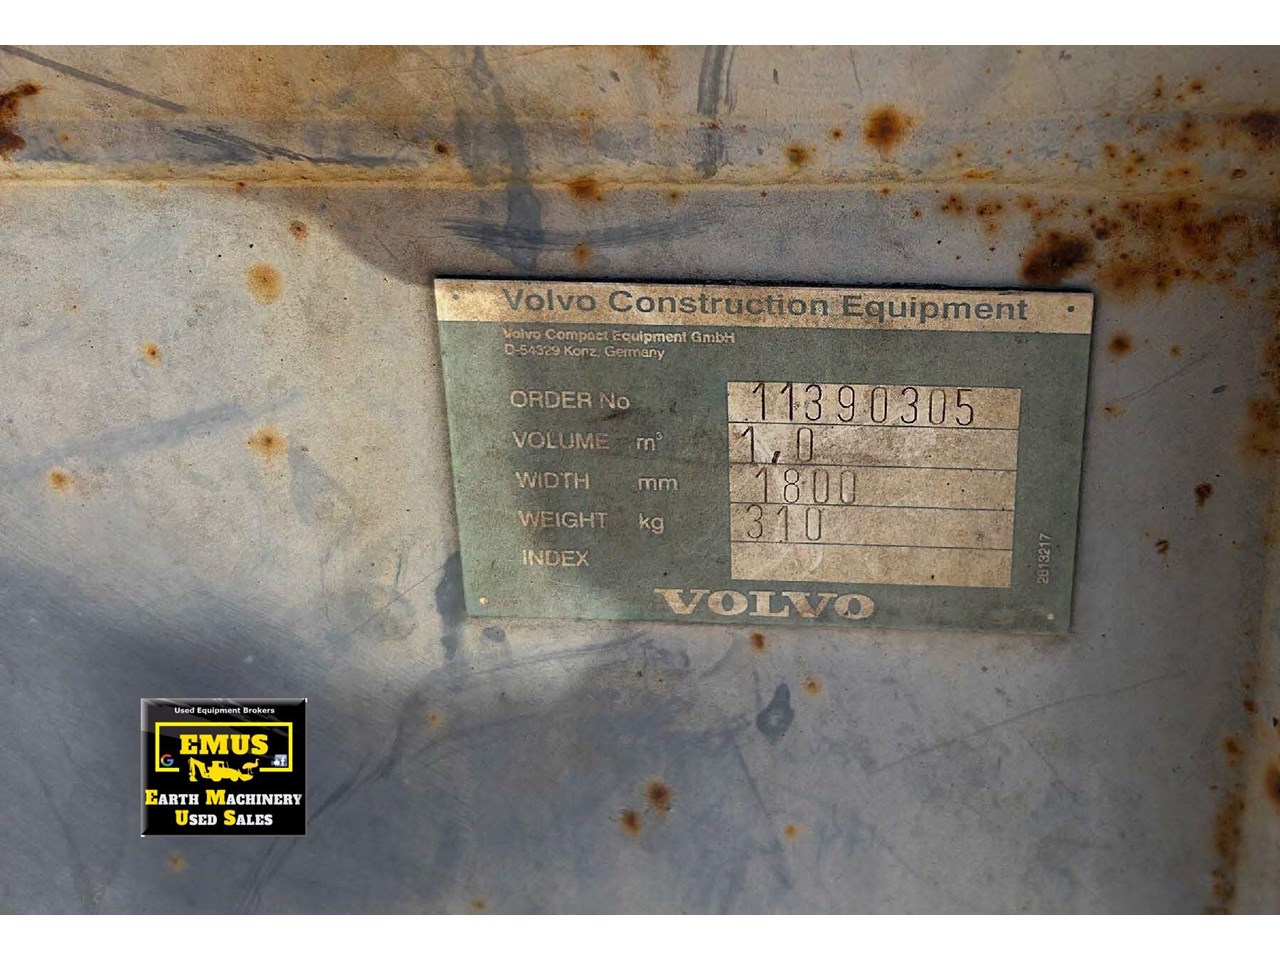 Volvo Construction Equipment
Volvo Compact Equipment GmbH
D-54329 Konz, Germany
ORDER No 11390305
VOLUME m³ 1,0
WIDTH mm 1800
WEIGHT kg 310
INDEX
2813217
VOLVO
Used Equipment Brokers
EMUS
G f
EARTH MACHINERY
USED SALES